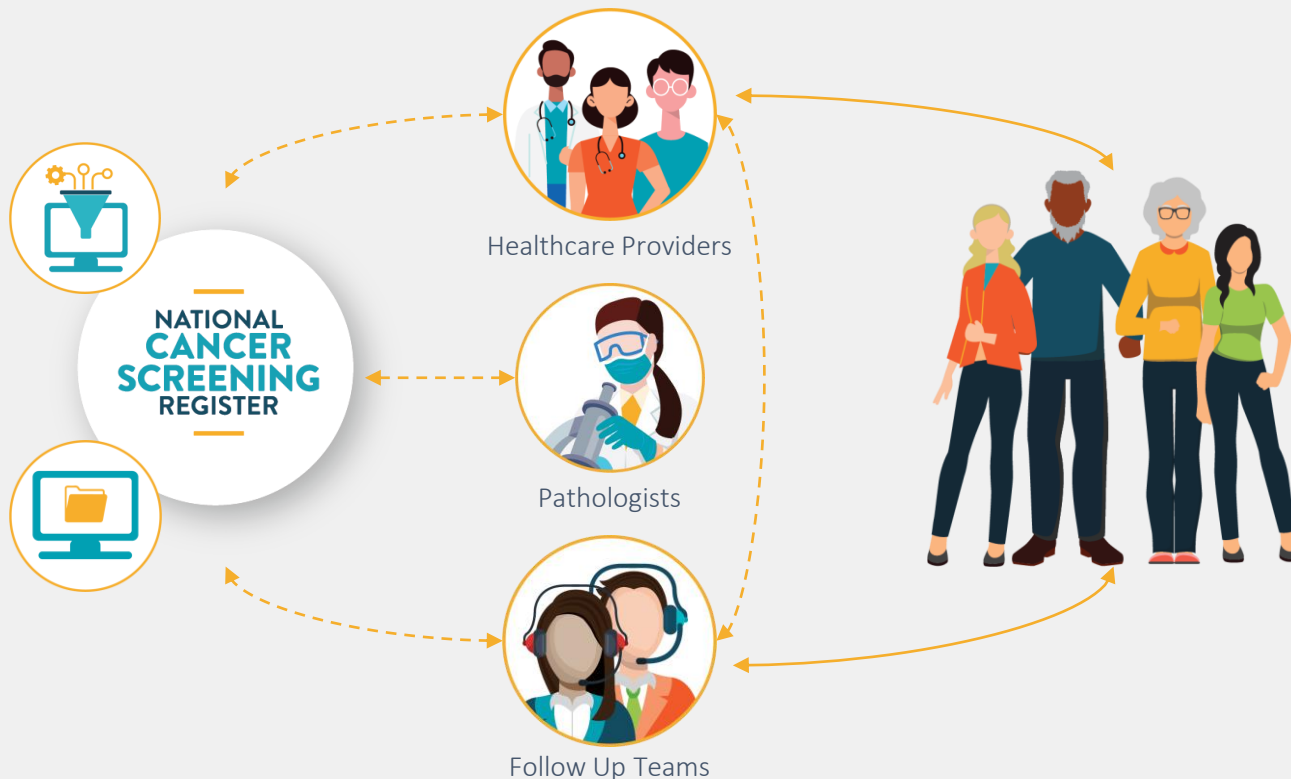 Healthcare Providers
NATIONAL
CANCER
SCREENING
REGISTER
Pathologists
Follow Up Teams